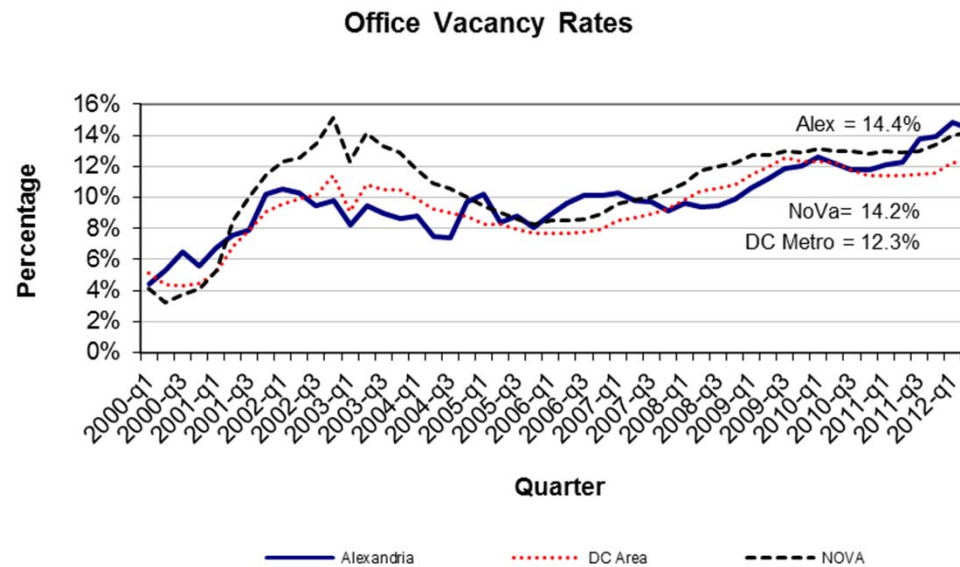 Office Vacancy Rates
Percentage
16%
14%
12%
10%
8%
6%
4%
2%
0%
Alex = 14.4%
NoVa= 14.2%
DC Metro = 12.3%
2000-q1
2000-q3
2001-q1
2001-q3
2002-q1
2002-q3
2003-q1
2003-q3
2004-q1
2004-q3
2005-q1
2005-q3
2006-q1
2006-q3
2007-q1
2007-q3
2008-q1
2008-q3
2009-q1
2009-q3
2010-q1
2010-q3
2011-q1
2011-q3
2012-q1
Quarter
Alexandria
DC Area
NOVA